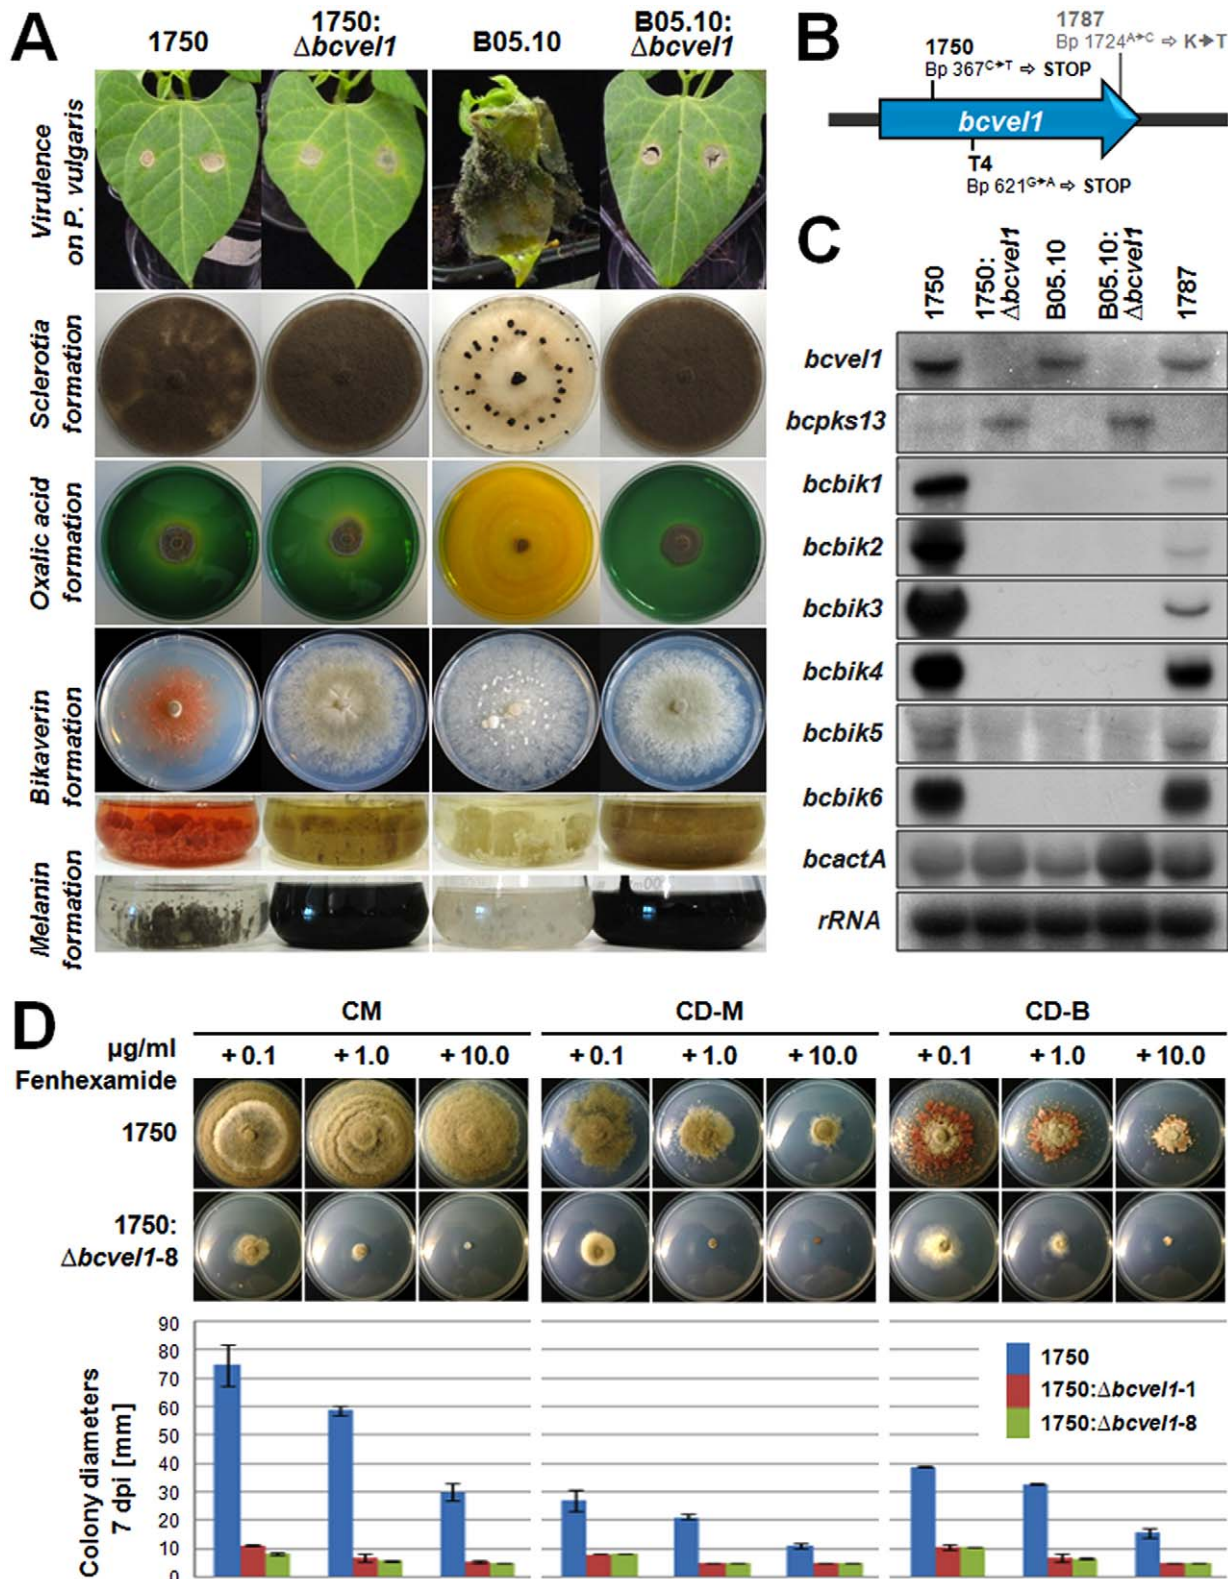 A
1750
1750:
Δbcvel1
B05.10
B05.10:
Δbcvel1
Virulence
on P. vulgaris
Sclerotia
formation
Oxalic acid
formation
Bikaverin
formation
Melanin
formation
B
1787
Bp 1724A➔C ⇨ K➔T
1750
Bp 367C➔T ⇨ STOP
bcvel1
T4
Bp 621G➔A ⇨ STOP
C
1750
1750:
Δbcvel1
B05.10
B05.10:
Δbcvel1
1787
bcvel1
bcpks13
bcbik1
bcbik2
bcbik3
bcbik4
bcbik5
bcbik6
bcactA
rRNA
D
CM CD-M CD-B
µg/ml
Fenhexamide
+ 0.1 + 1.0 + 10.0 + 0.1 + 1.0 + 10.0 + 0.1 + 1.0 + 10.0
1750
1750:
Δbcvel1-8
Colony diameters
7 dpi [mm]
90
80
70
60
50
40
30
20
10
0
1750
1750:Δbcvel1-1
1750:Δbcvel1-8